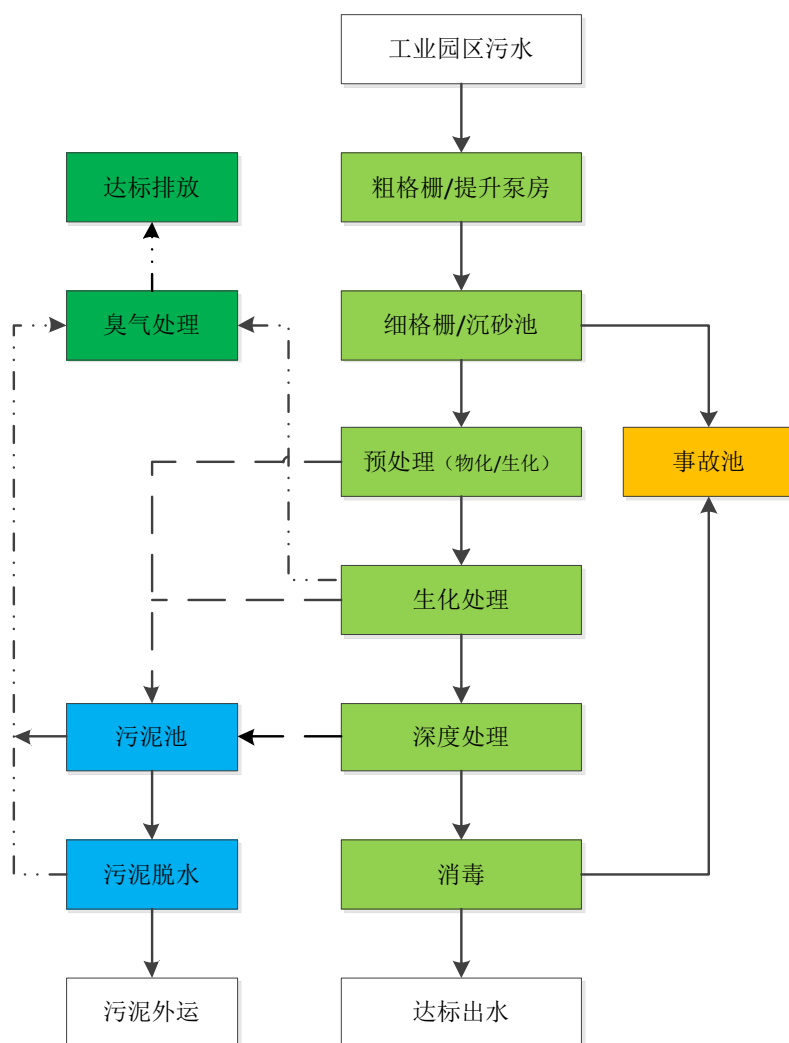 工业园区污水
达标排放
粗格栅/提升泵房
臭气处理
细格栅/沉砂池
预处理（物化/生化）
事故池
生化处理
污泥池
深度处理
污泥脱水
消毒
污泥外运
达标出水